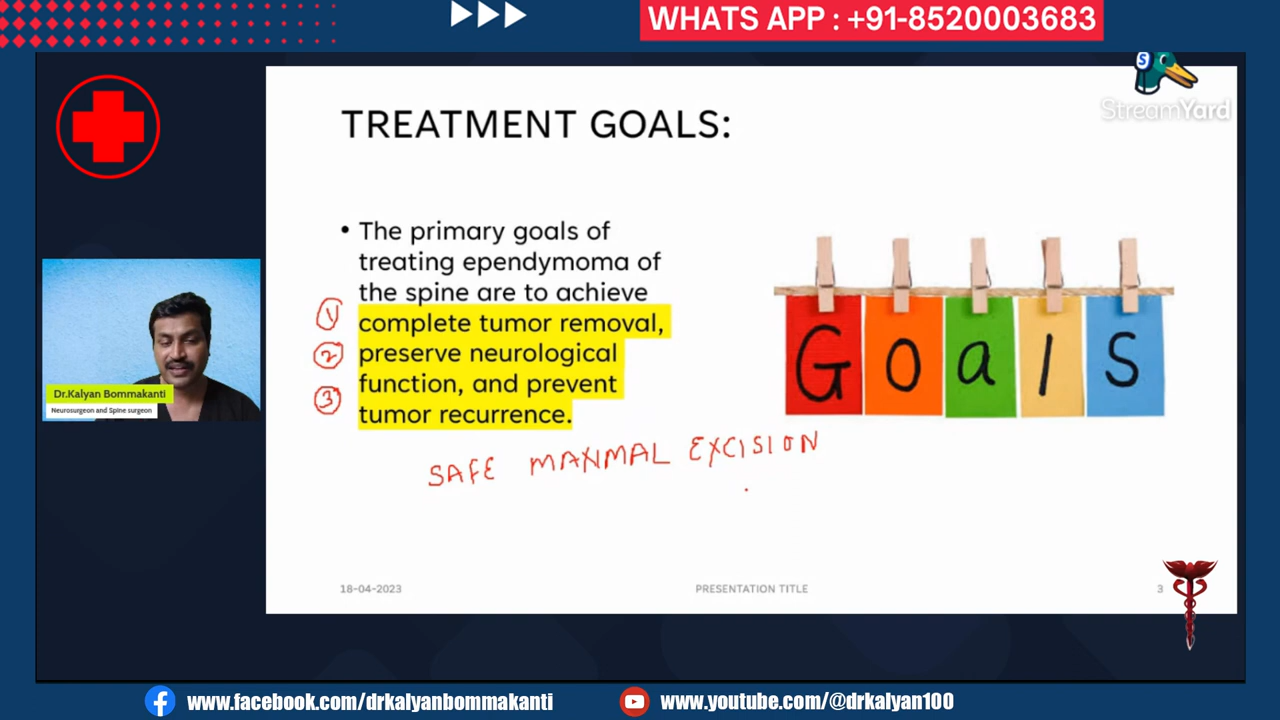 WHATS APP : +91-8520003683
S
StreamYard
TREATMENT GOALS:
• The primary goals of
treating ependymoma of
the spine are to achieve
1 complete tumor removal,
2 preserve neurological
3 function, and prevent
tumor recurrence.
GOalS
SAFE MAXIMAL EXCISION
Dr.Kalyan Bommakanti
Neurosurgeon and Spine surgeon
18-04-2023
PRESENTATION TITLE
3
www.facebook.com/drkalyanbommakanti
www.youtube.com/@drkalyan100